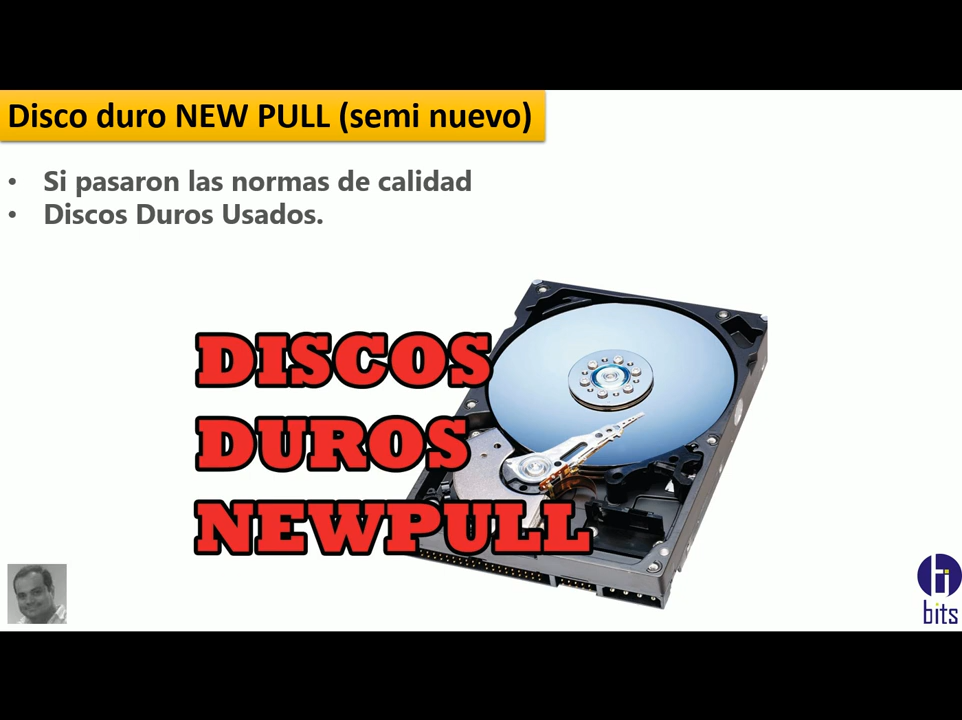 Disco duro NEW PULL (semi nuevo)
• Si pasaron las normas de calidad
• Discos Duros Usados.
DISCOS
DUROS
NEWPULL
bits